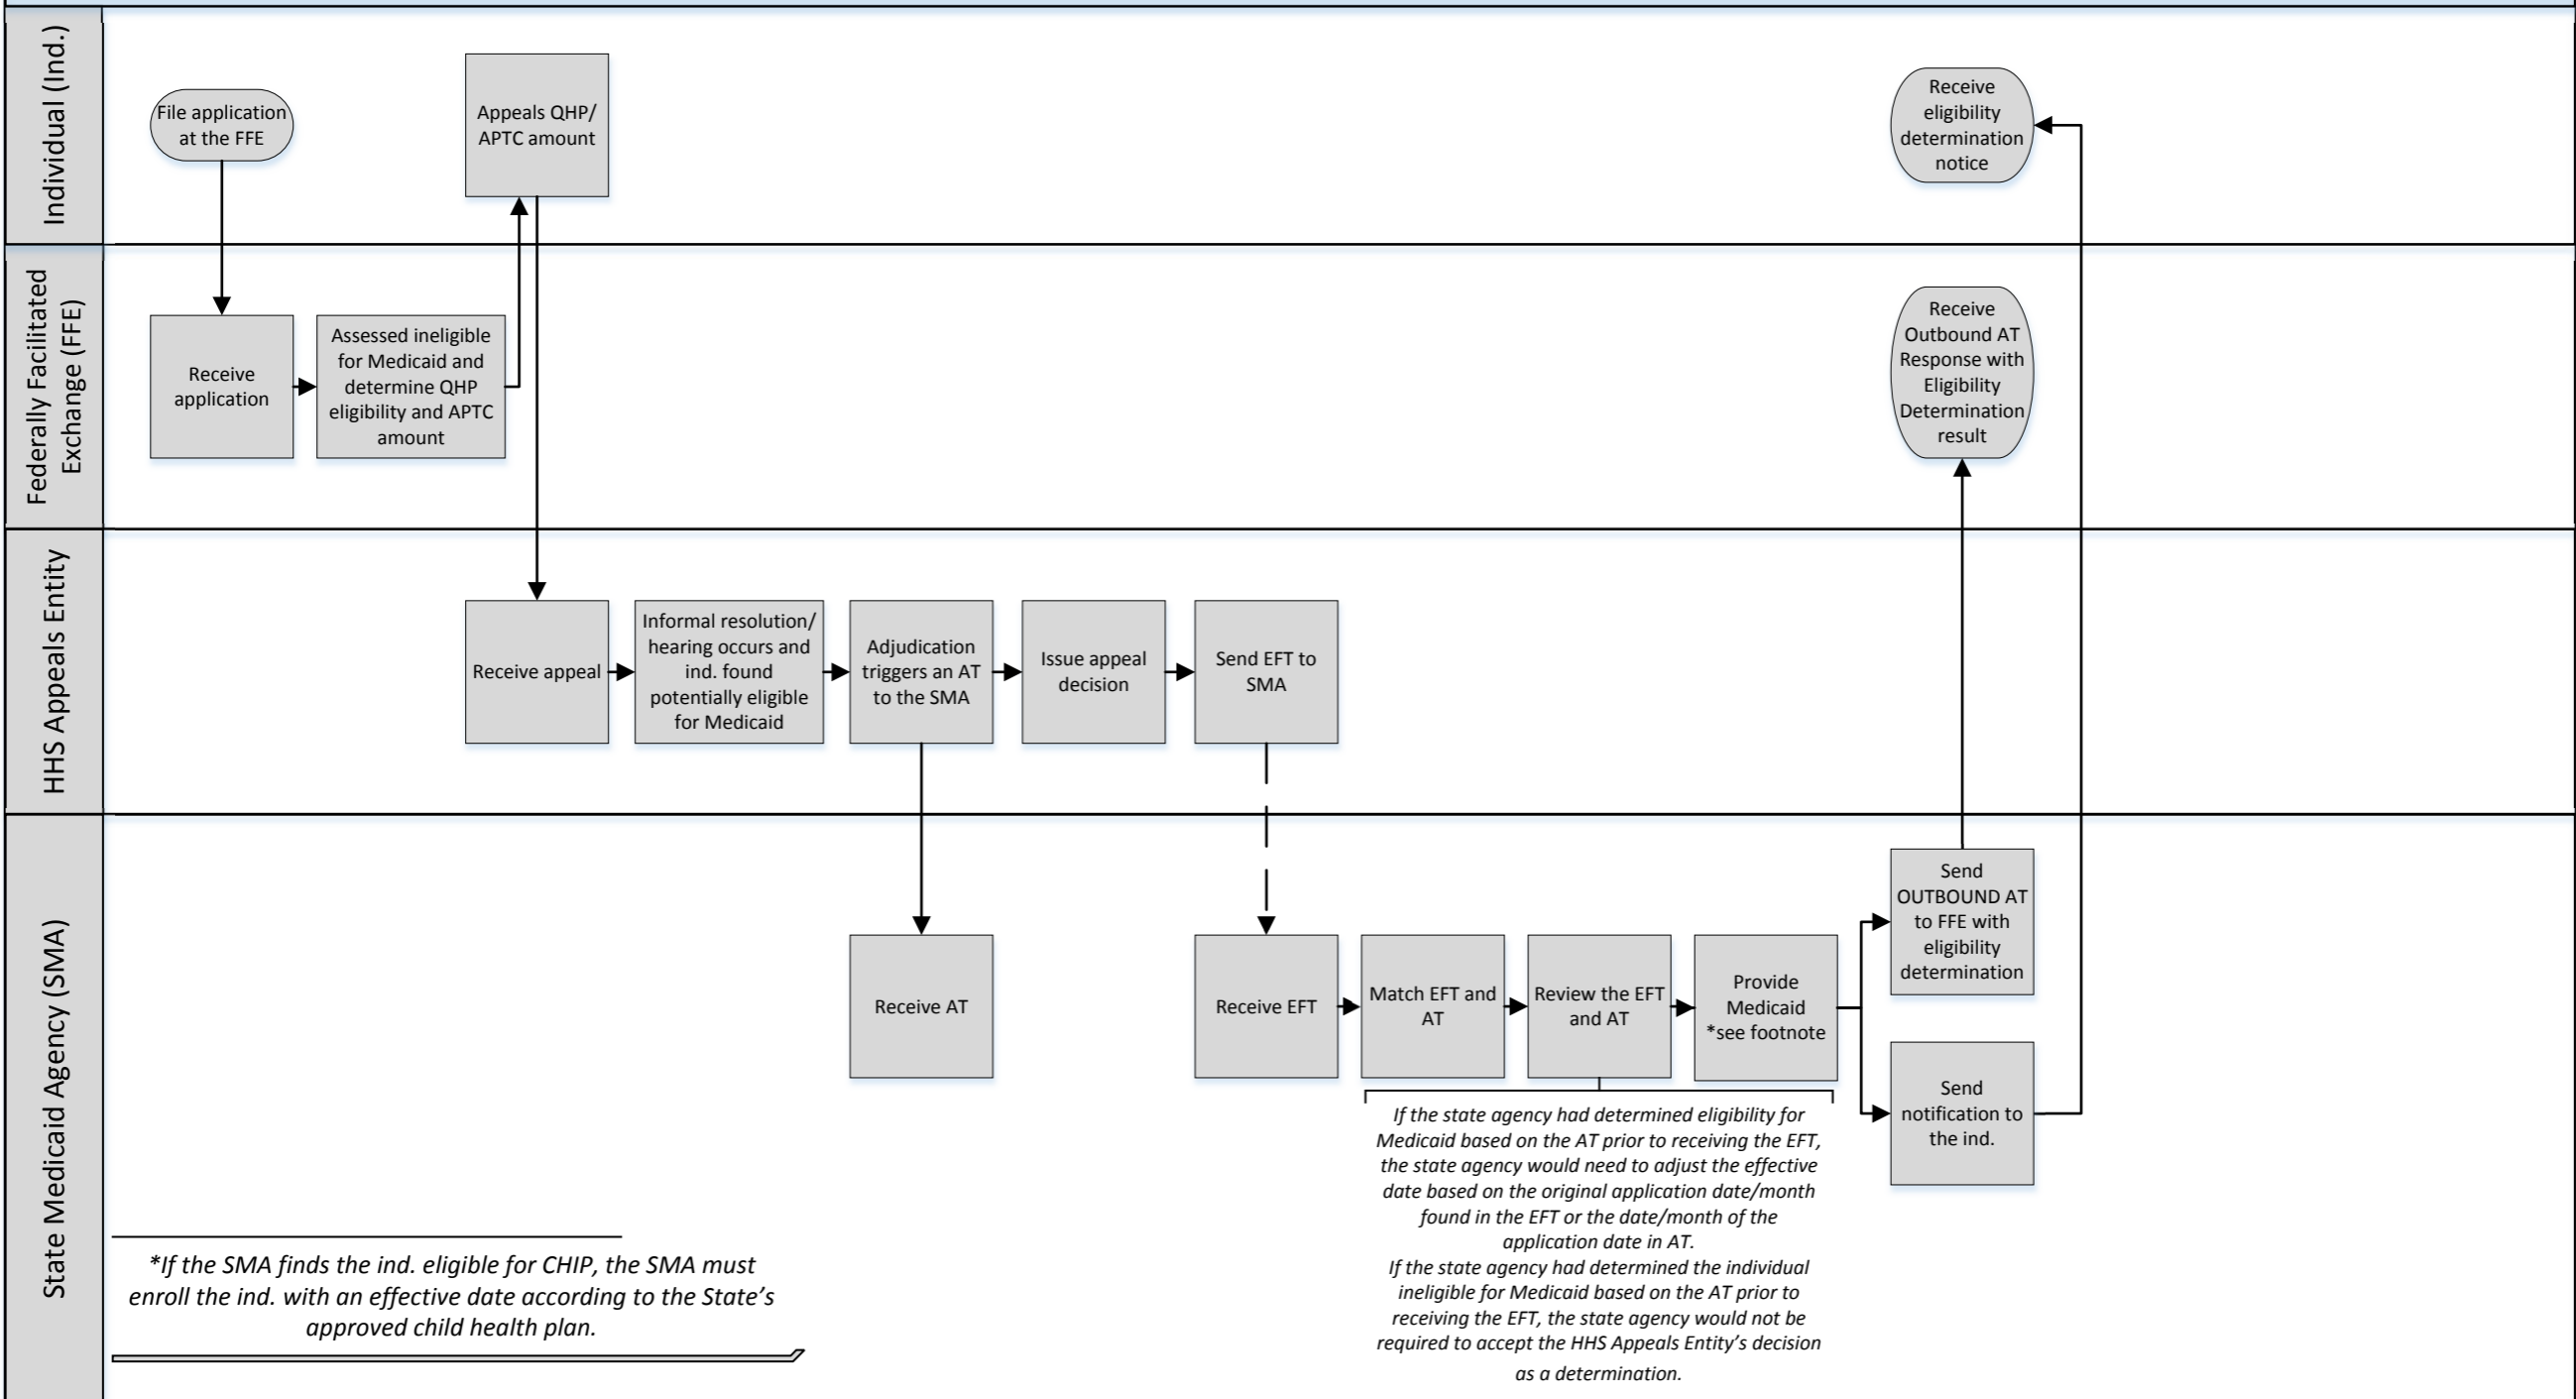 Individual (Ind.)
File application
at the FFE
Appeals QHP/
APTC amount
Receive
eligibility
determination
notice
Federally Facilitated
Exchange (FFE)
Receive
application
Assessed ineligible
for Medicaid and
determine QHP
eligibility and APTC
amount
Receive
Outbound AT
Response with
Eligibility
Determination
result
HHS Appeals Entity
Receive appeal
Informal resolution/
hearing occurs and
ind. found
potentially eligible
for Medicaid
Adjudication
triggers an AT
to the SMA
Issue appeal
decision
Send EFT to
SMA
State Medicaid Agency (SMA)
Receive AT
Receive EFT
Match EFT and
AT
Review the EFT
and AT
Provide
Medicaid
*see footnote
Send
OUTBOUND AT
to FFE with
eligibility
determination
Send
notification to
the ind.
If the state agency had determined eligibility for
Medicaid based on the AT prior to receiving the EFT,
the state agency would need to adjust the effective
date based on the original application date/month
found in the EFT or the date/month of the
application date in AT.
If the state agency had determined the individual
ineligible for Medicaid based on the AT prior to
receiving the EFT, the state agency would not be
required to accept the HHS Appeals Entity’s decision
as a determination.
*If the SMA finds the ind. eligible for CHIP, the SMA must
enroll the ind. with an effective date according to the State’s
approved child health plan.